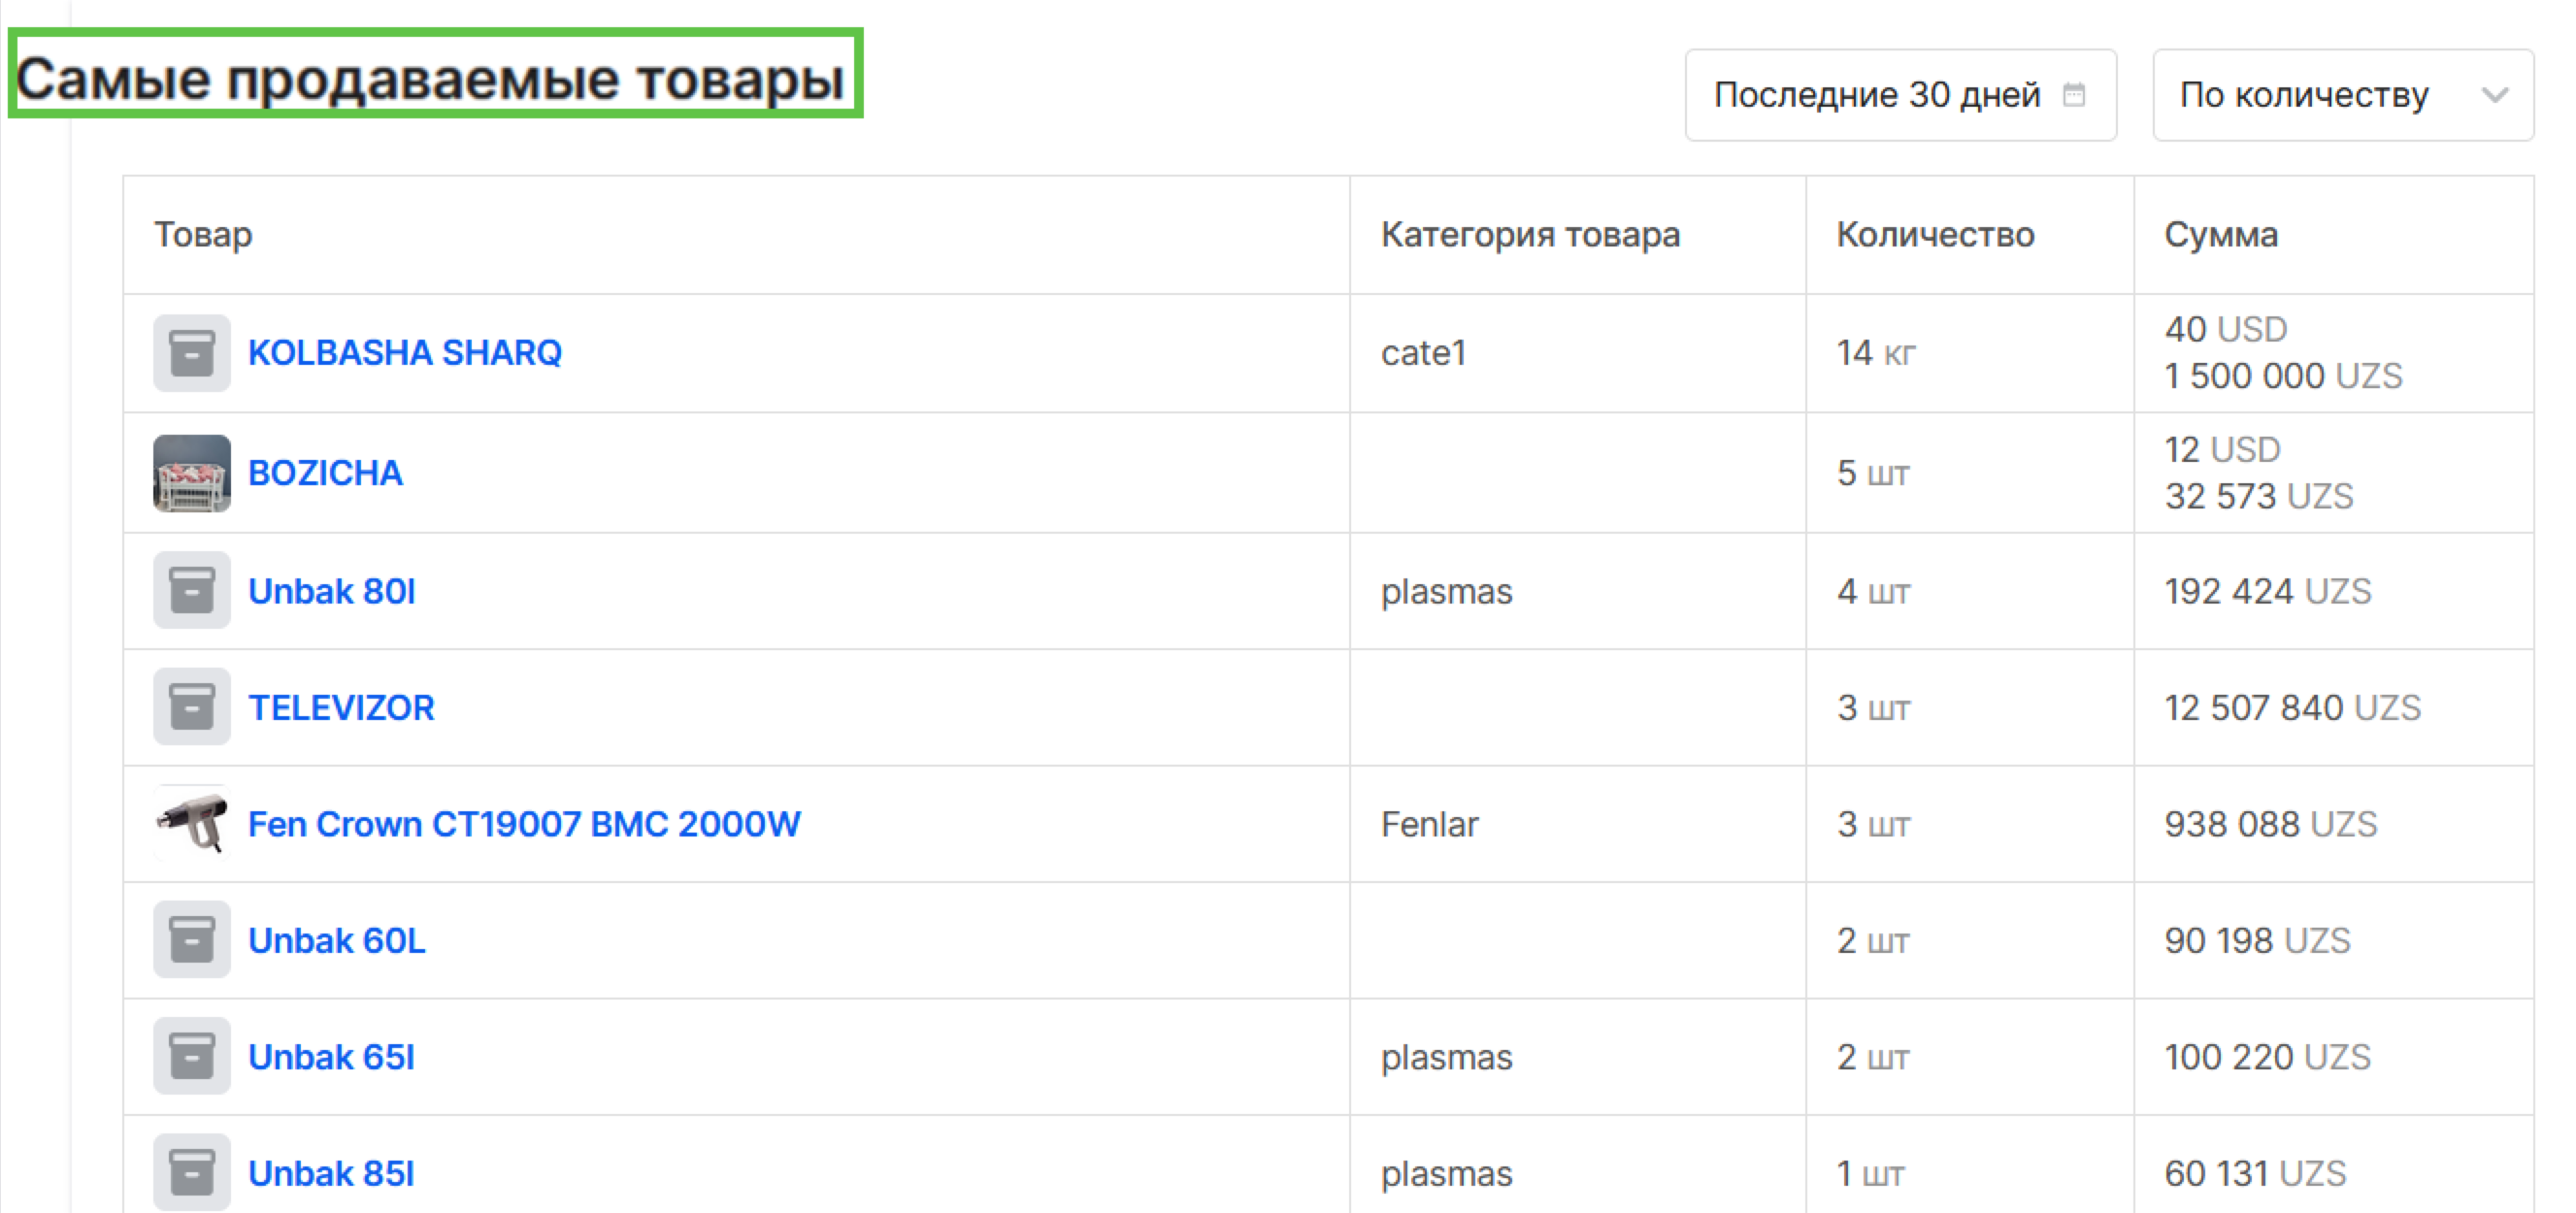 Самые продаваемые товары
Последние 30 дней
По количеству
Товар Категория товара Количество Сумма
KOLBASHA SHARQ cate1 14 кг 40 USD
1 500 000 UZS
BOZICHA 5 шт 12 USD
32 573 UZS
Unbak 80l plasmas 4 шт 192 424 UZS
TELEVIZOR 3 шт 12 507 840 UZS
Fen Crown CT19007 BMC 2000W Fenlar 3 шт 938 088 UZS
Unbak 60L 2 шт 90 198 UZS
Unbak 65l plasmas 2 шт 100 220 UZS
Unbak 85l plasmas 1 шт 60 131 UZS